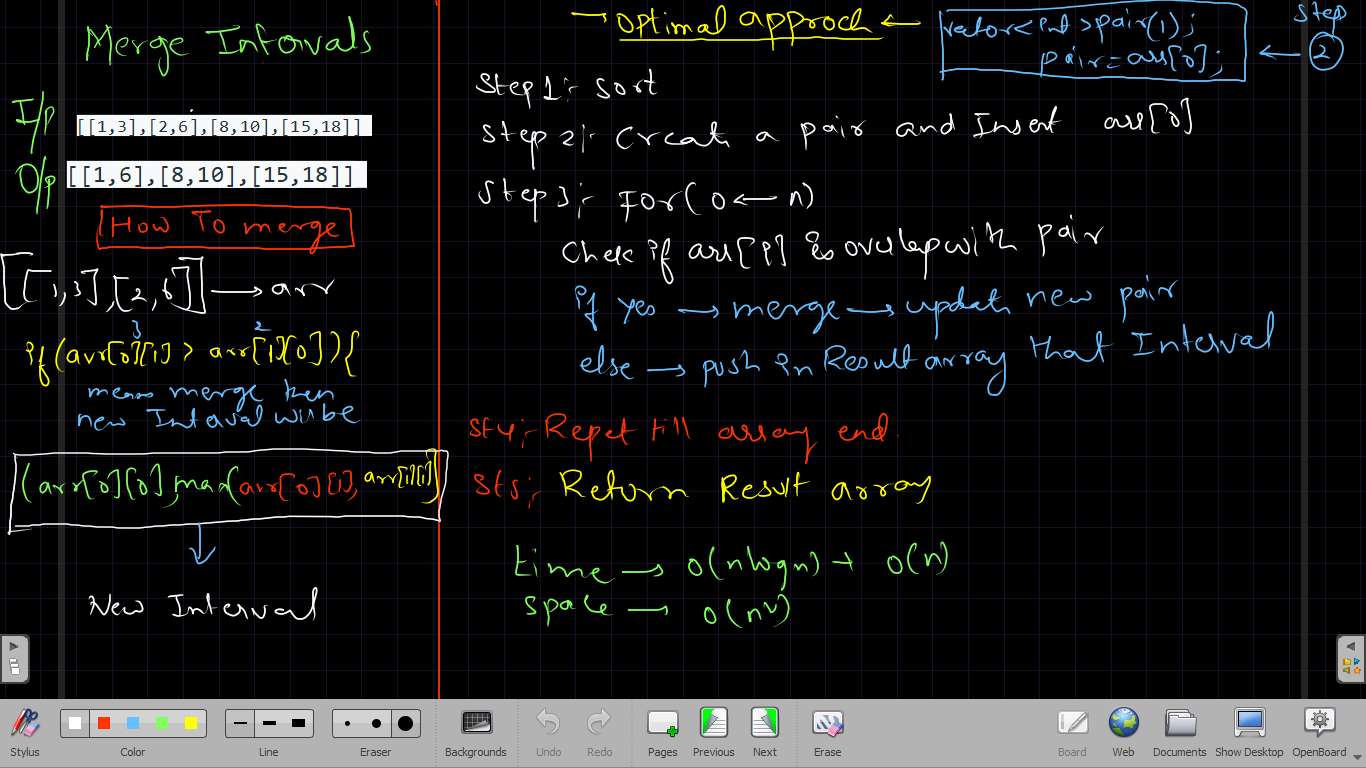 Merge Intervals
I/p [[1,3],[2,6],[8,10],[15,18]]
O/p [[1,6],[8,10],[15,18]]
How To merge
[[1,3],[2,6]] → arr
3 2
if(arr[0][1] > arr[1][0]){
means merge then
new Interval will be
(arr[0][0], max(arr[0][1], arr[1][1])
New Interval
→ Optimal approch ←
vector<int>pair(1);
pair=arr[0];
← Step 2
Step 1:- Sort
Step 2:- Creat a pair and Insert arr[0]
Step 3:- For(0 ← n)
Check if arr[i] is overlap with pair
if yes → merge → update new pair
else → push in Result array that Interval
St4:- Repet till array end.
St5:- Return Result array
time → O(nlogn) + O(n)
space → O(n²)
Stylus
Color
Line
Eraser
Backgrounds
Undo
Redo
Pages
Previous
Next
Erase
Board
Web
Documents
Show Desktop
OpenBoard